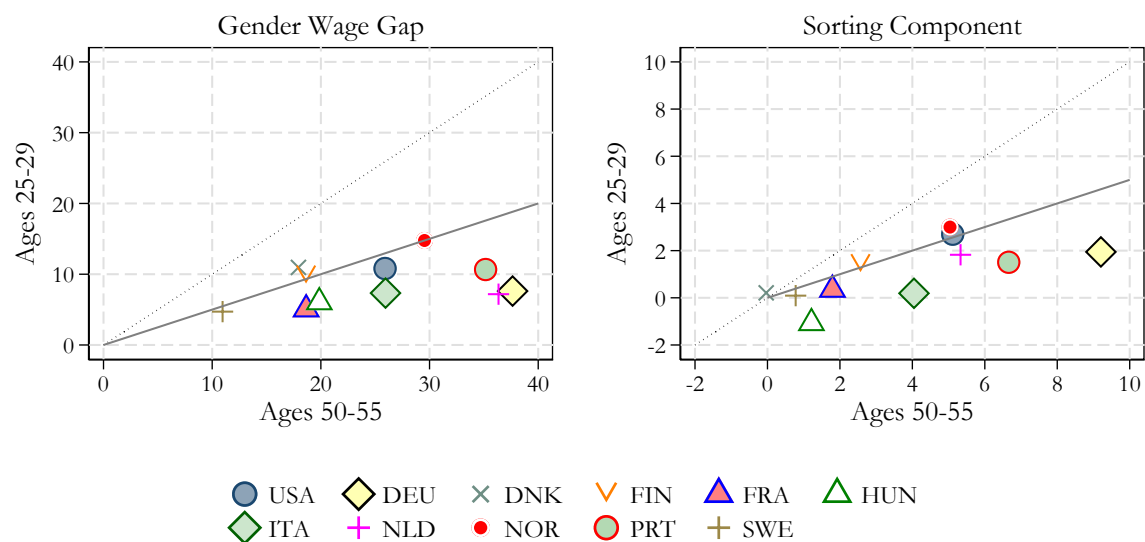 Gender Wage Gap
Ages 25-29
40
30
20
10
0
0 10 20 30 40
Ages 50-55
Sorting Component
Ages 25-29
10
8
6
4
2
0
-2
-2 0 2 4 6 8 10
Ages 50-55
USA DEU DNK FIN FRA HUN
ITA NLD NOR PRT SWE